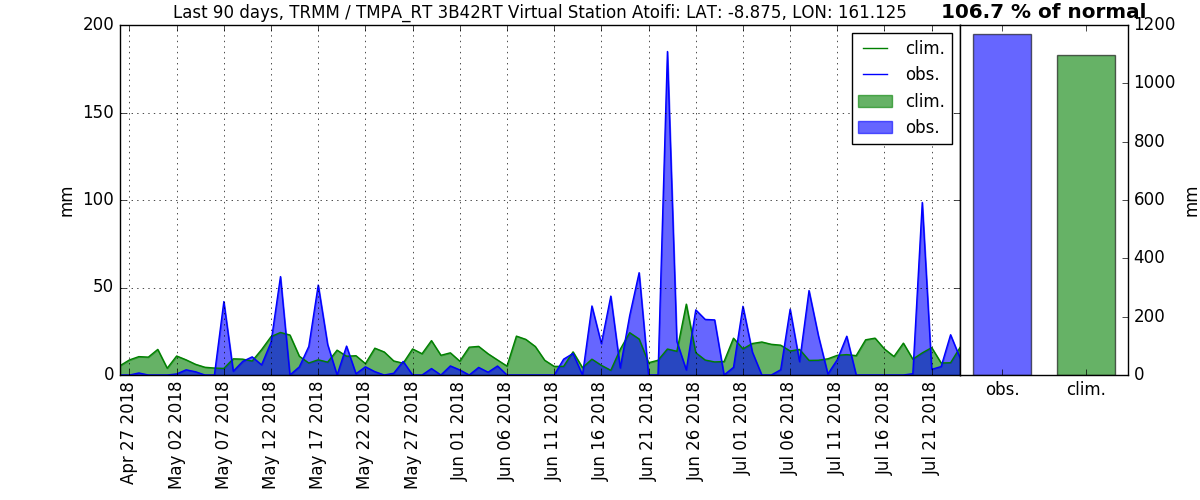 Last 90 days, TRMM / TMPA_RT 3B42RT Virtual Station Atoifi: LAT: -8.875, LON: 161.125
106.7 % of normal
200
150
100
50
0
mm
clim.
obs.
clim.
obs.
1200
1000
800
600
400
200
0
mm
Apr 27 2018
May 02 2018
May 07 2018
May 12 2018
May 17 2018
May 22 2018
May 27 2018
Jun 01 2018
Jun 06 2018
Jun 11 2018
Jun 16 2018
Jun 21 2018
Jun 26 2018
Jul 01 2018
Jul 06 2018
Jul 11 2018
Jul 16 2018
Jul 21 2018
obs.
clim.